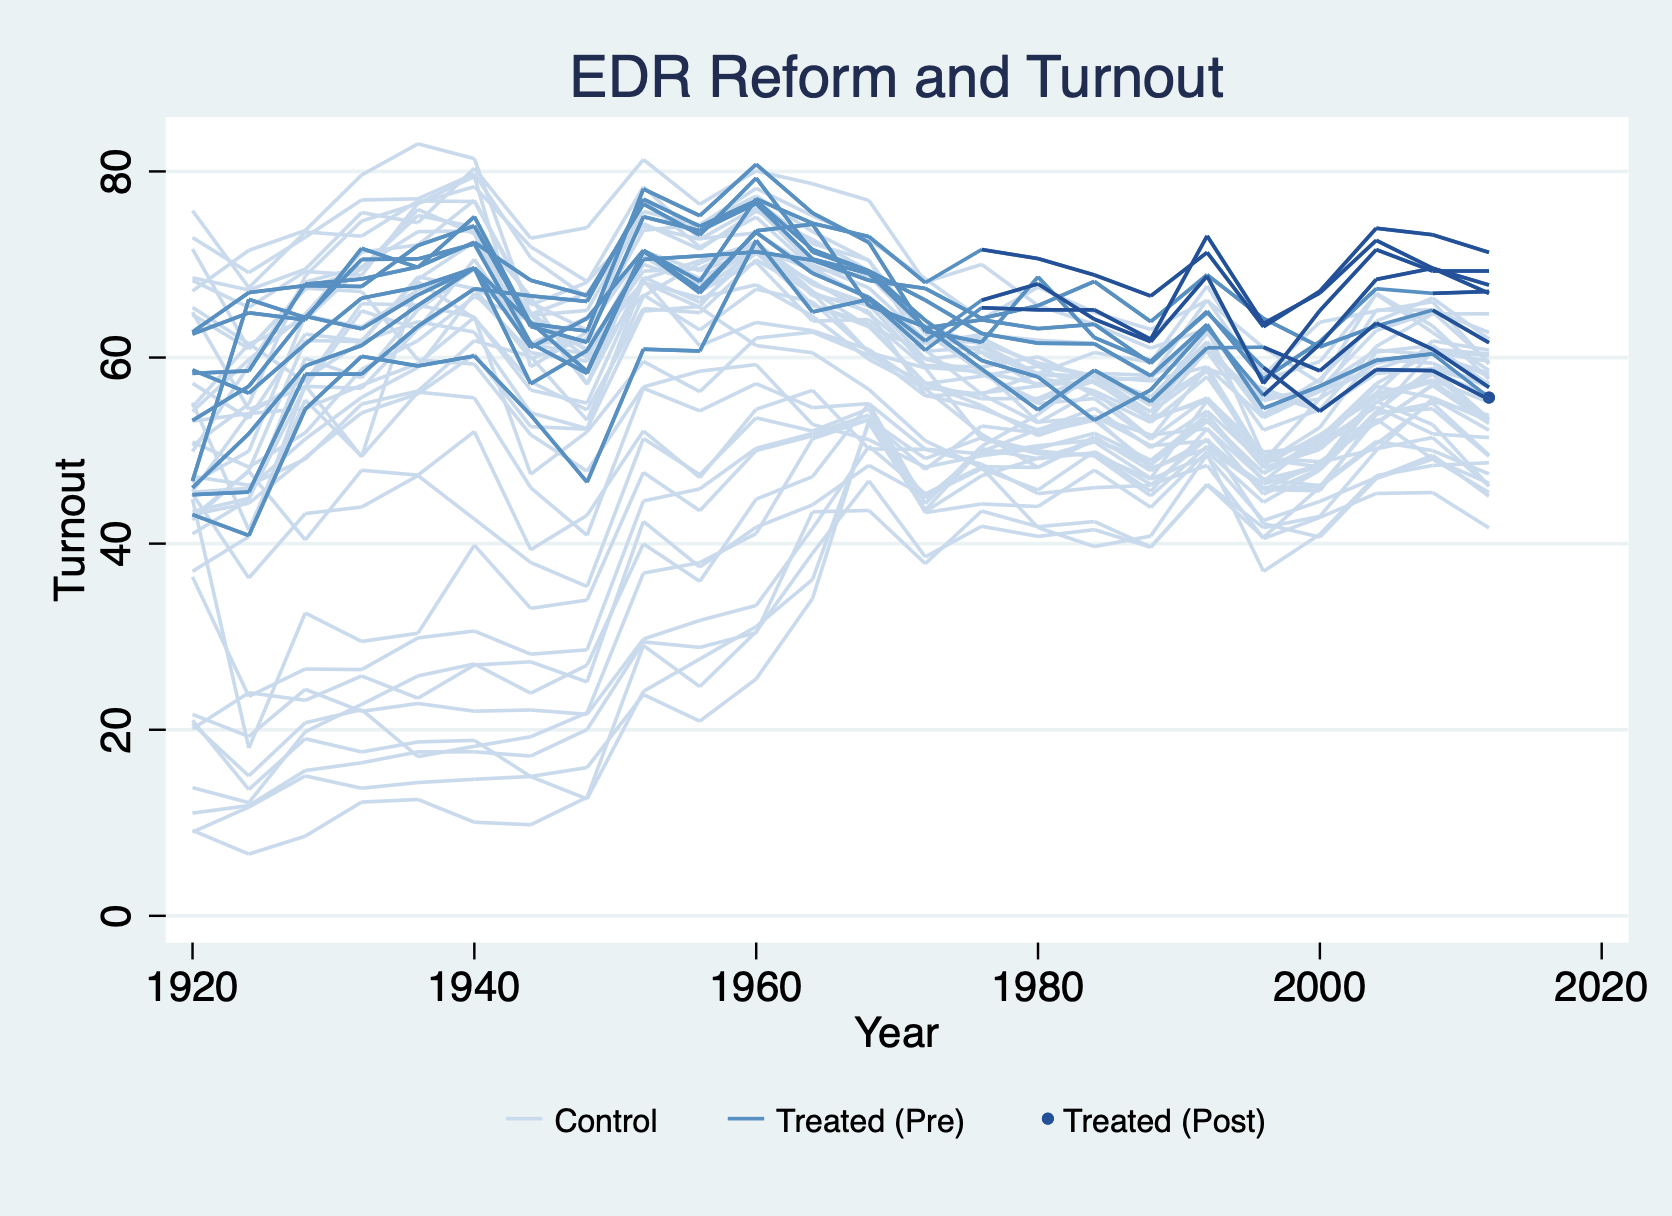 EDR Reform and Turnout
Turnout
80
60
40
20
0
1920 1940 1960 1980 2000 2020
Year
Control Treated (Pre) Treated (Post)